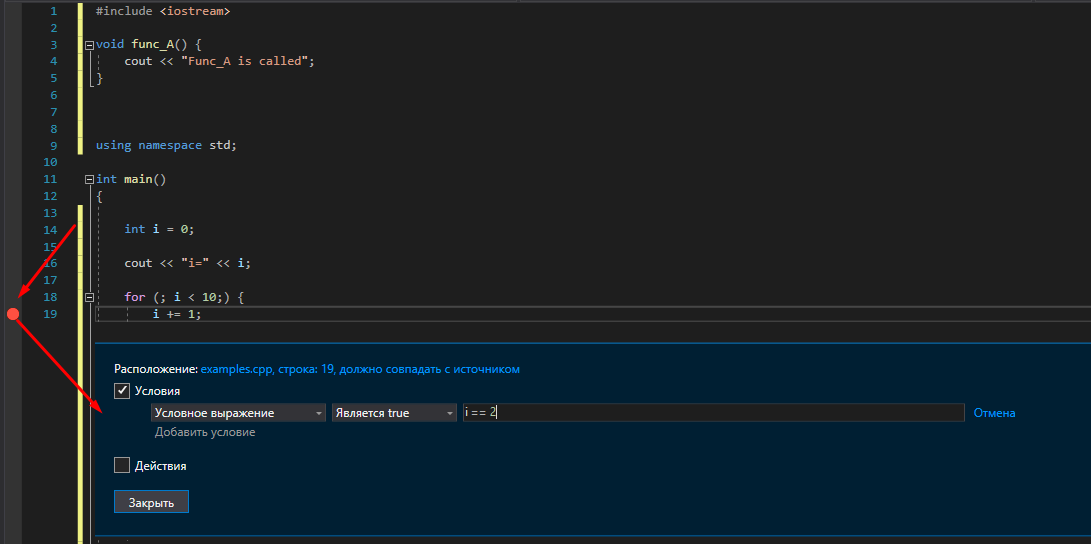 1 #include <iostream>
2
3 void func_A() {
4 cout << "Func_A is called";
5 }
6
7
8
9 using namespace std;
10
11 int main()
12 {
13
14 int i = 0;
15
16 cout << "i=" << i;
17
18 for (; i < 10;) {
19 i += 1;
Расположение: examples.cpp, строка: 19, должно совпадать с источником
Условия
Условное выражение Является true i == 2 Отмена
Добавить условие
Действия
Закрыть